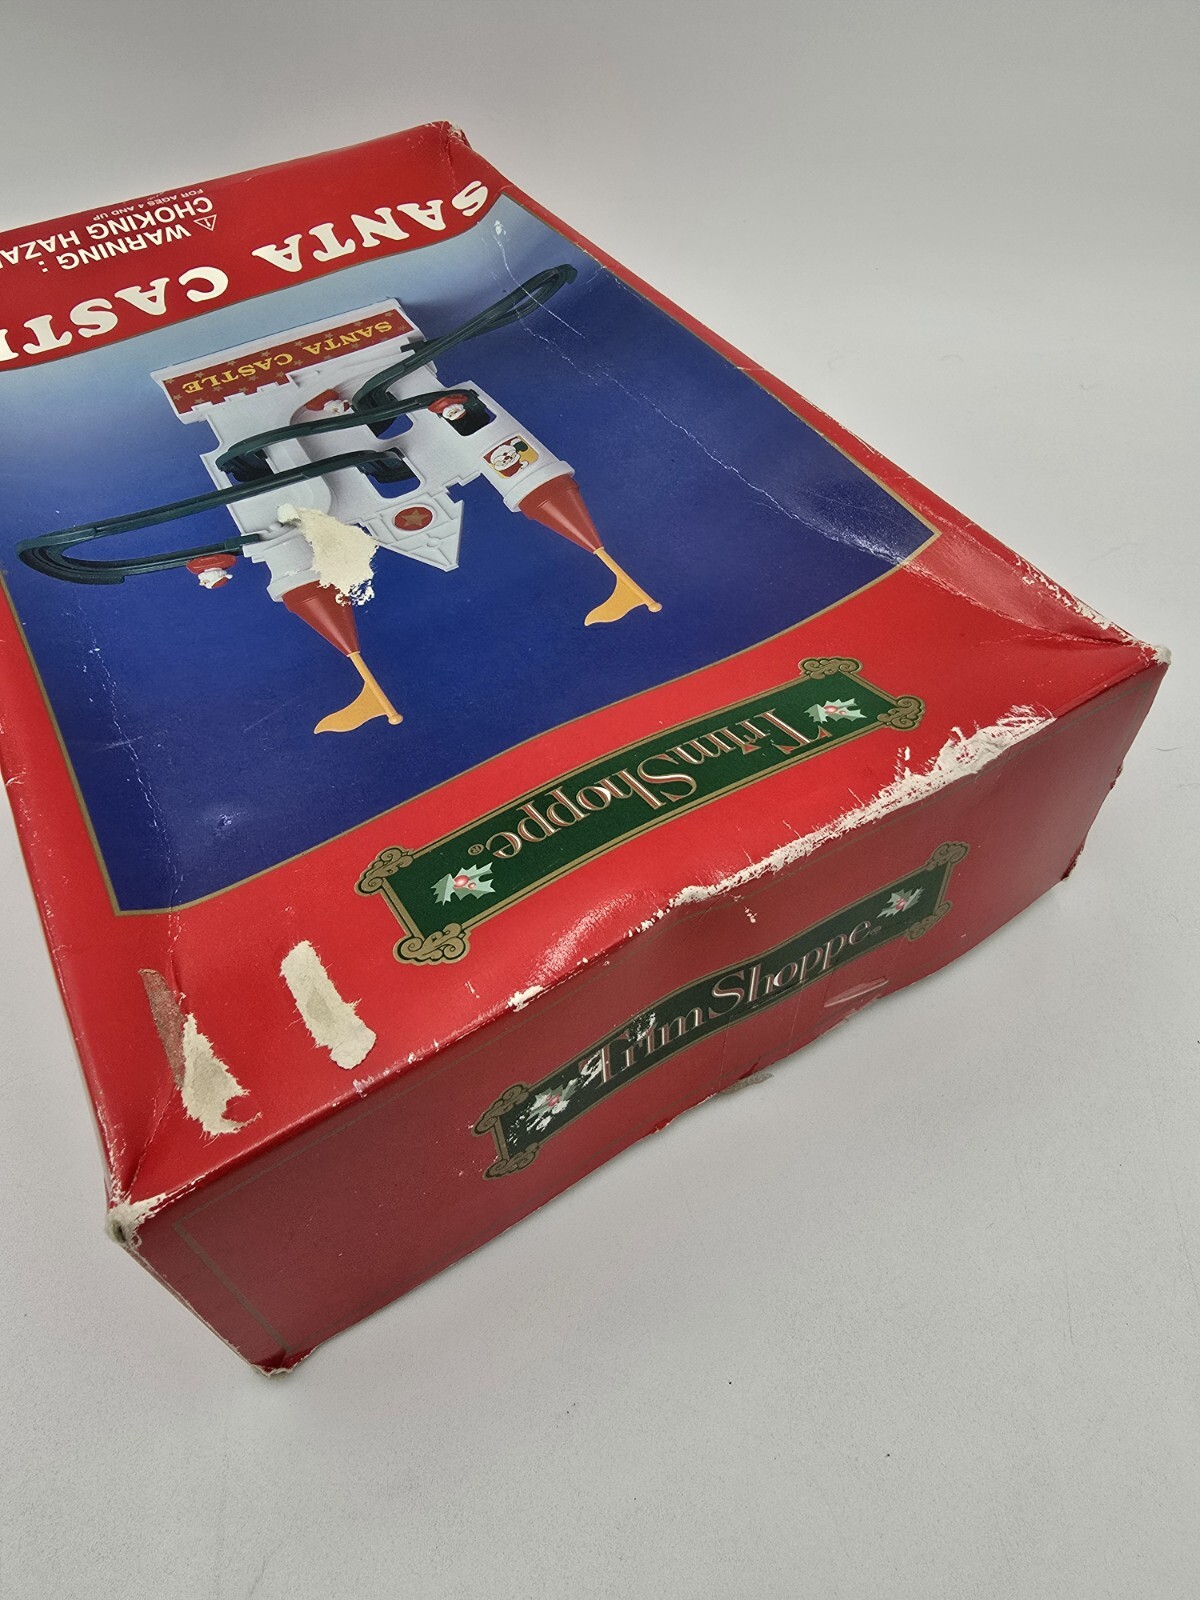 SANTA CASTL
WARNING:
CHOKING HAZA
FOR AGES 4 AND UP
SANTA CASTLE
TrimShoppe®
TrimShoppe®